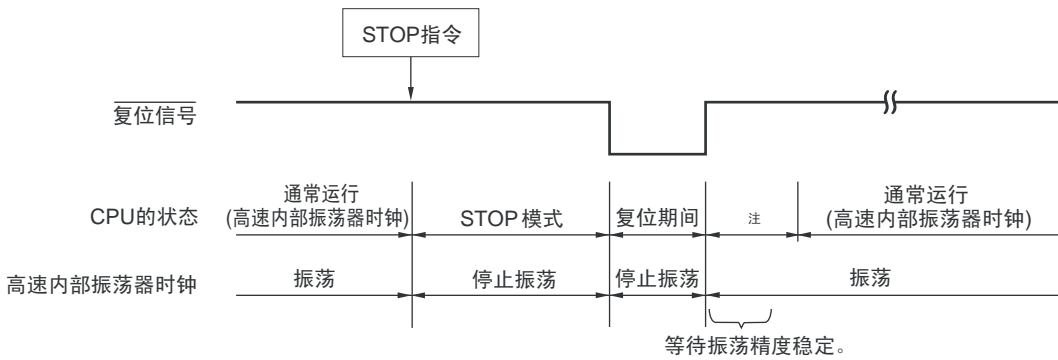 STOP指令
复位信号
CPU的状态
通常运行
(高速内部振荡器时钟)
STOP 模式
复位期间
注
通常运行
(高速内部振荡器时钟)
高速内部振荡器时钟
振荡
停止振荡
停止振荡
振荡
等待振荡精度稳定。